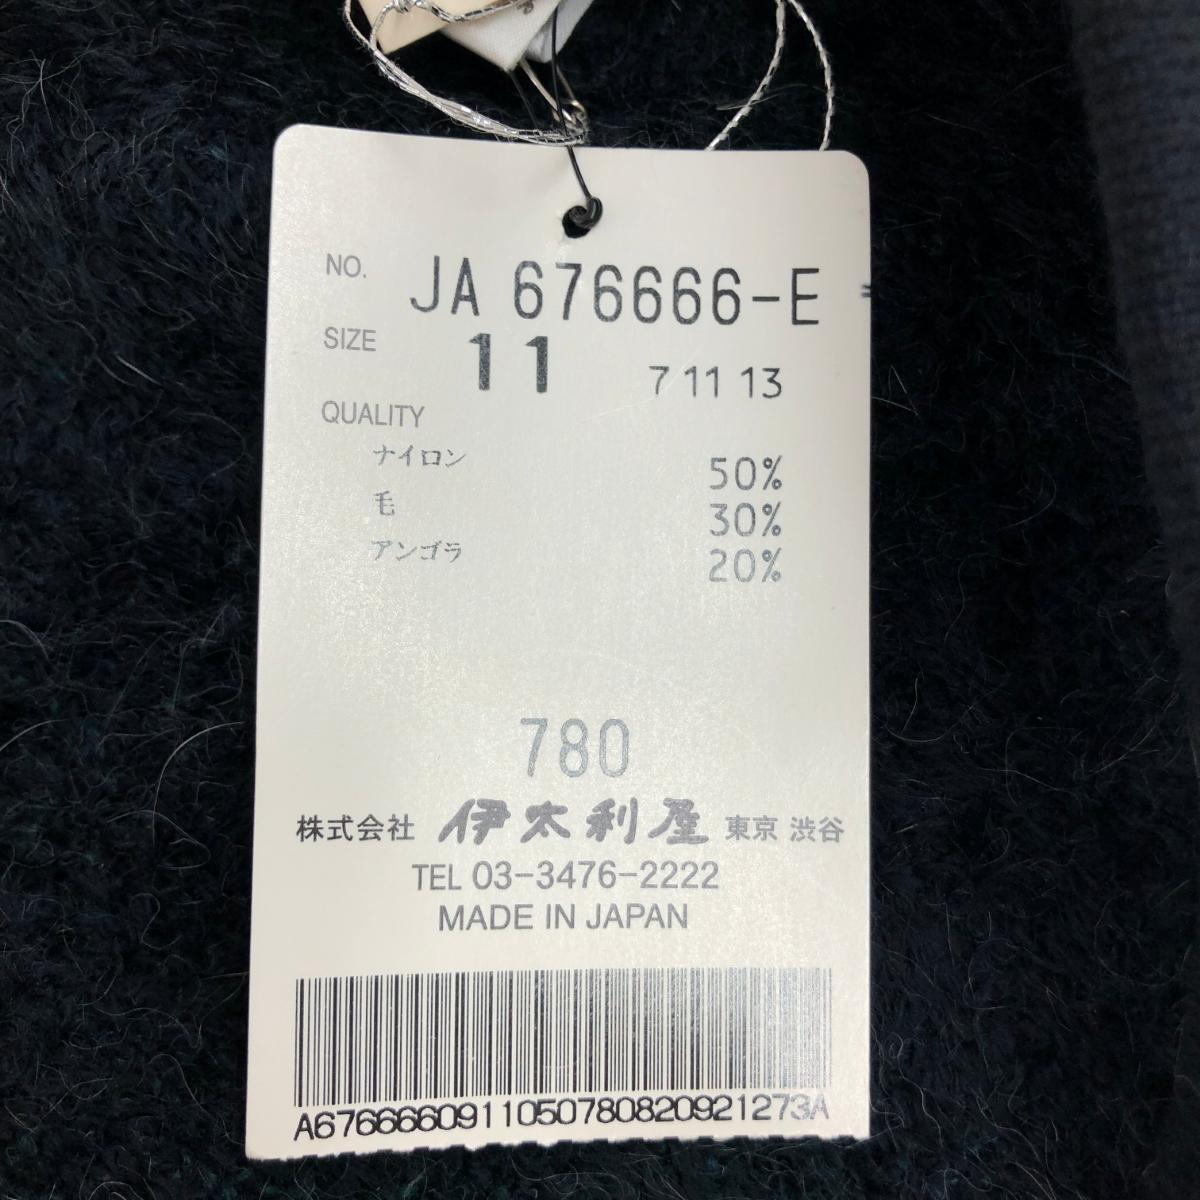 NO. JA 676666-E
SIZE 11 7 11 13
QUALITY
ナイロン 50%
毛 30%
アンゴラ 20%
780
株式会社 伊太利屋 東京 渋谷
TEL 03-3476-2222
MADE IN JAPAN
A6766660911050780820921273A